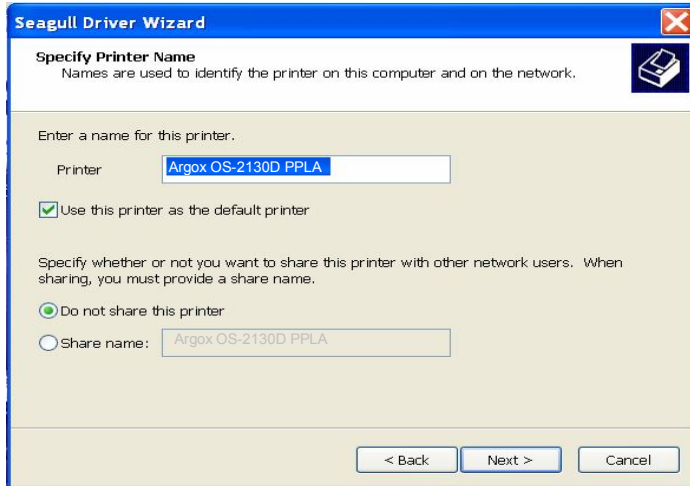 Seagull Driver Wizard
Specify Printer Name
Names are used to identify the printer on this computer and on the network.
Enter a name for this printer.
Printer Argox OS-2130D PPLA
Use this printer as the default printer
Specify whether or not you want to share this printer with other network users. When
sharing, you must provide a share name.
Do not share this printer
Share name: Argox OS-2130D PPLA
< Back Next > Cancel